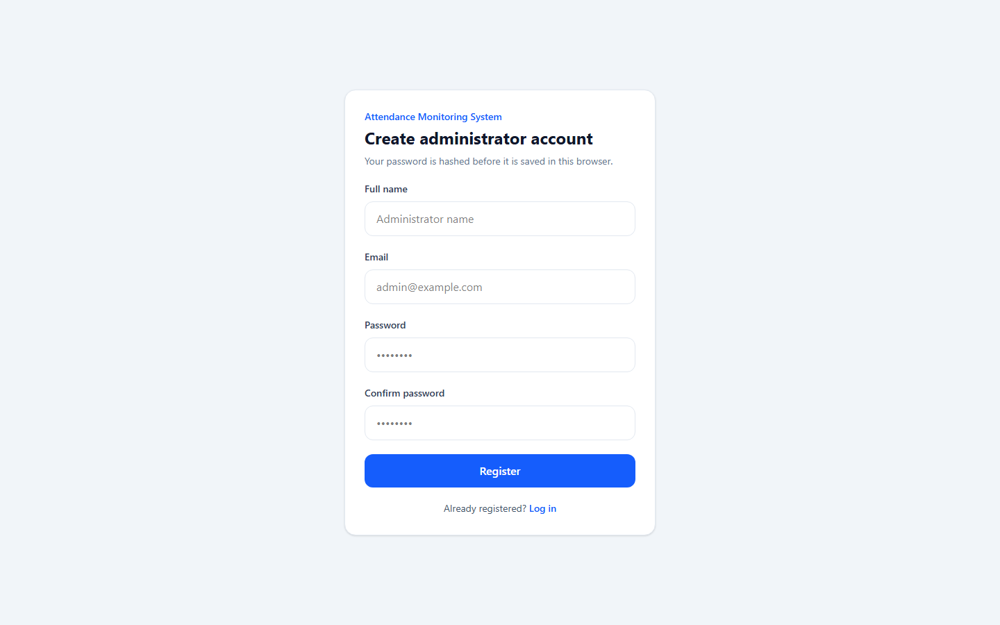 Attendance Monitoring System
Create administrator account
Your password is hashed before it is saved in this browser.
Full name
Administrator name
Email
admin@example.com
Password
••••••••
Confirm password
••••••••
Register
Already registered? Log in